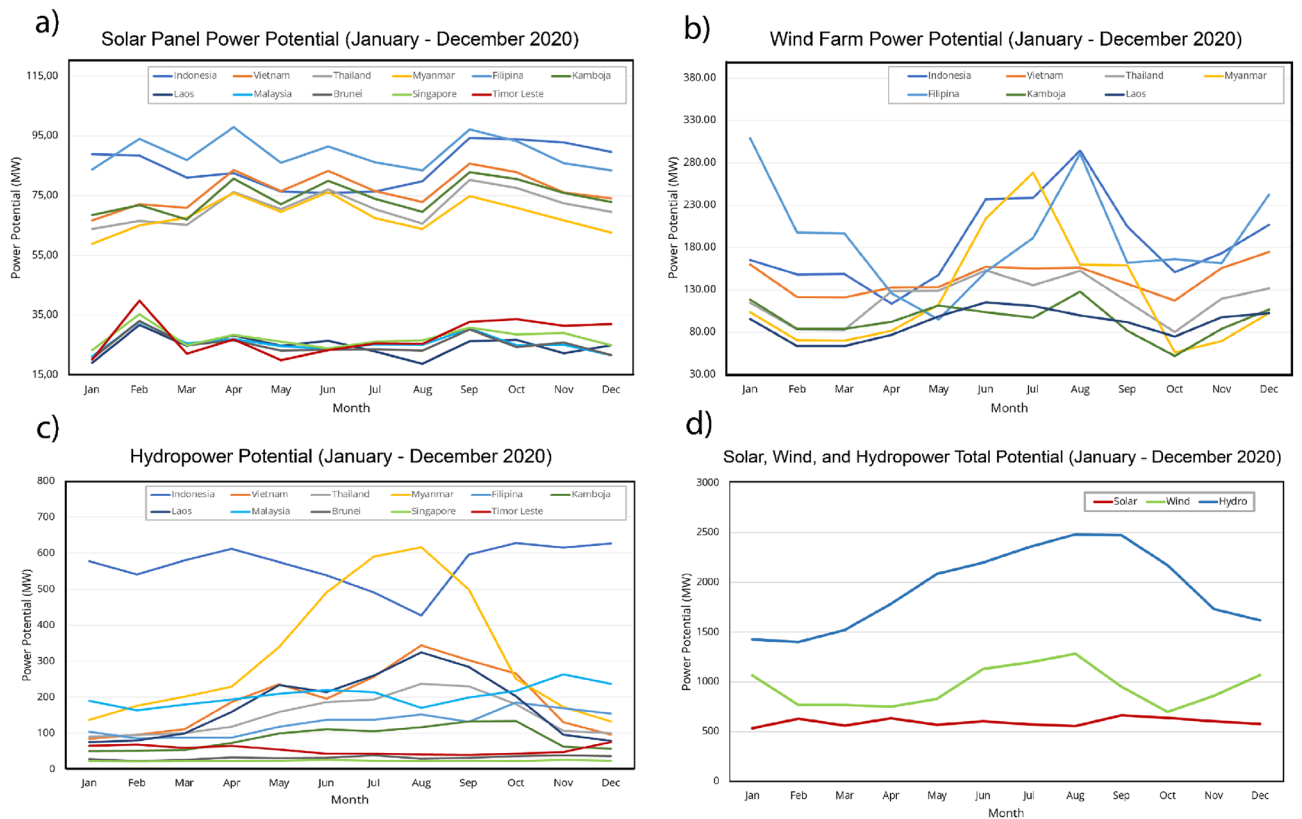 a)
Solar Panel Power Potential (January - December 2020)
115,00
95,00
75,00
55,00
35,00
15,00
Power Potential (MW)
Indonesia Vietnam Thailand Myanmar Filipina Kamboja
Laos Malaysia Brunei Singapore Timor Leste
Jan Feb Mar Apr May Jun Jul Aug Sep Oct Nov Dec
Month
b)
Wind Farm Power Potential (January - December 2020)
380.00
330.00
280.00
230.00
180.00
130.00
80.00
30.00
Power Potential (MW)
Indonesia Vietnam Thailand Myanmar
Filipina Kamboja Laos
Jan Feb Mar Apr May Jun Jul Aug Sep Oct Nov Dec
Month
c)
Hydropower Potential (January - December 2020)
800
700
600
500
400
300
200
100
0
Power Potential (MW)
Indonesia Vietnam Thailand Myanmar Filipina Kamboja
Laos Malaysia Brunei Singapore Timor Leste
Jan Feb Mar Apr May Jun Jul Aug Sep Oct Nov Dec
Month
d)
Solar, Wind, and Hydropower Total Potential (January - December 2020)
3000
2500
2000
1500
1000
500
0
Power Potential (MW)
Solar Wind Hydro
Jan Feb Mar Apr May Jun Jul Aug Sep Oct Nov Dec
Month